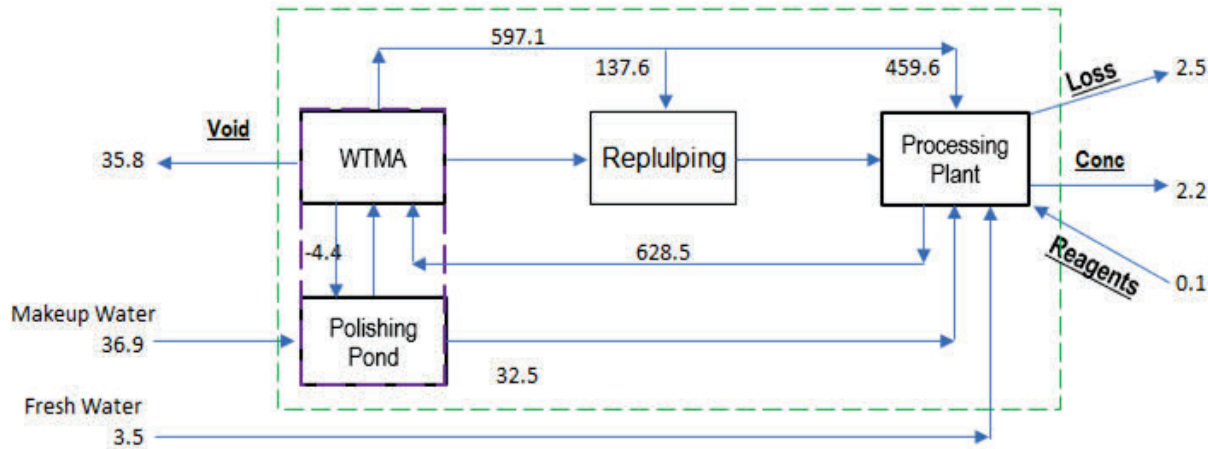 597.1
137.6
459.6
Loss
2.5
Void
35.8
WTMA
Replulping
Processing
Plant
Conc
2.2
-4.4
628.5
Reagents
0.1
Makeup Water
36.9
Polishing
Pond
32.5
Fresh Water
3.5